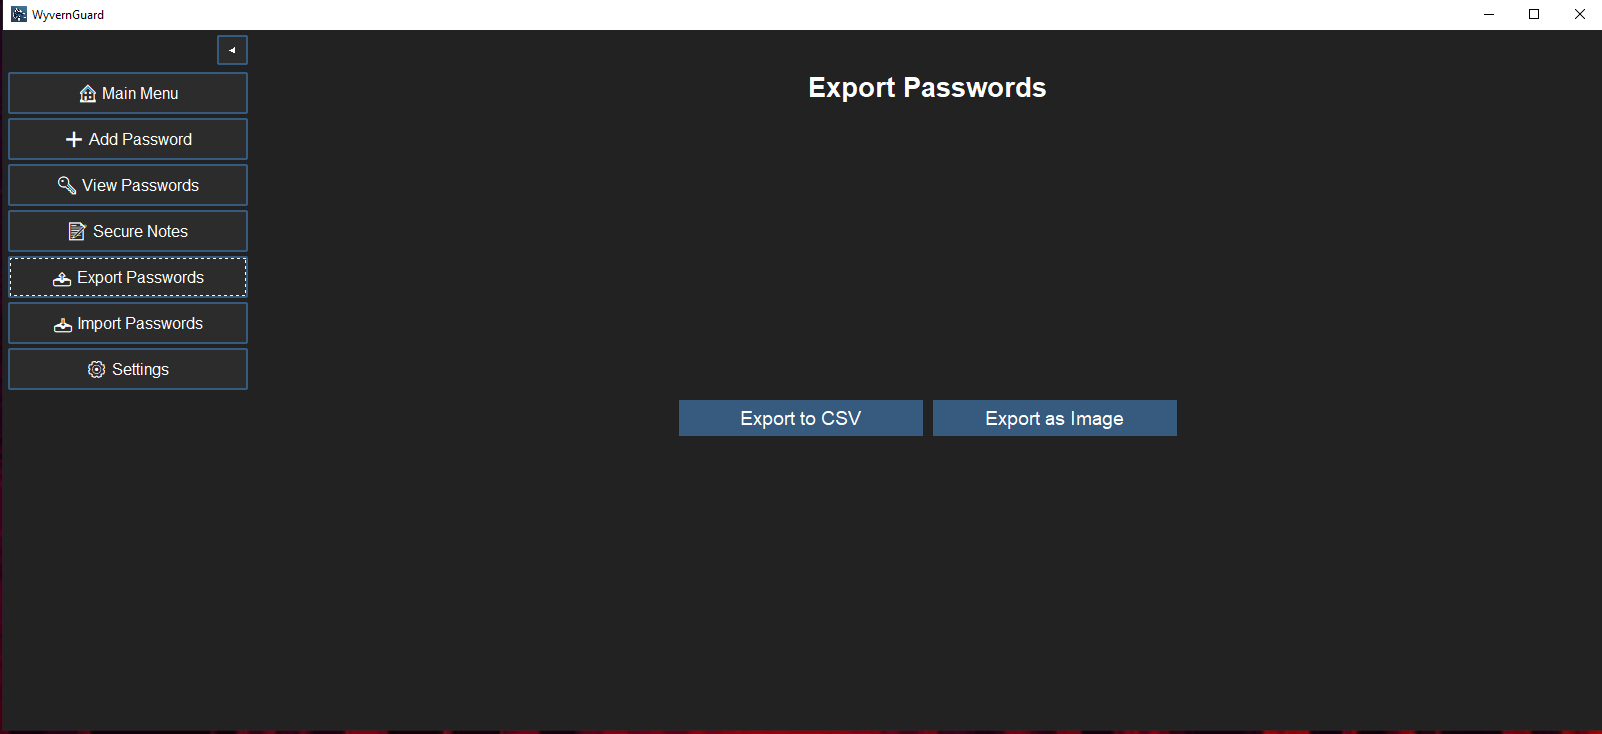 WyvernGuard
Main Menu
Add Password
View Passwords
Secure Notes
Export Passwords
Import Passwords
Settings
Export Passwords
Export to CSV
Export as Image